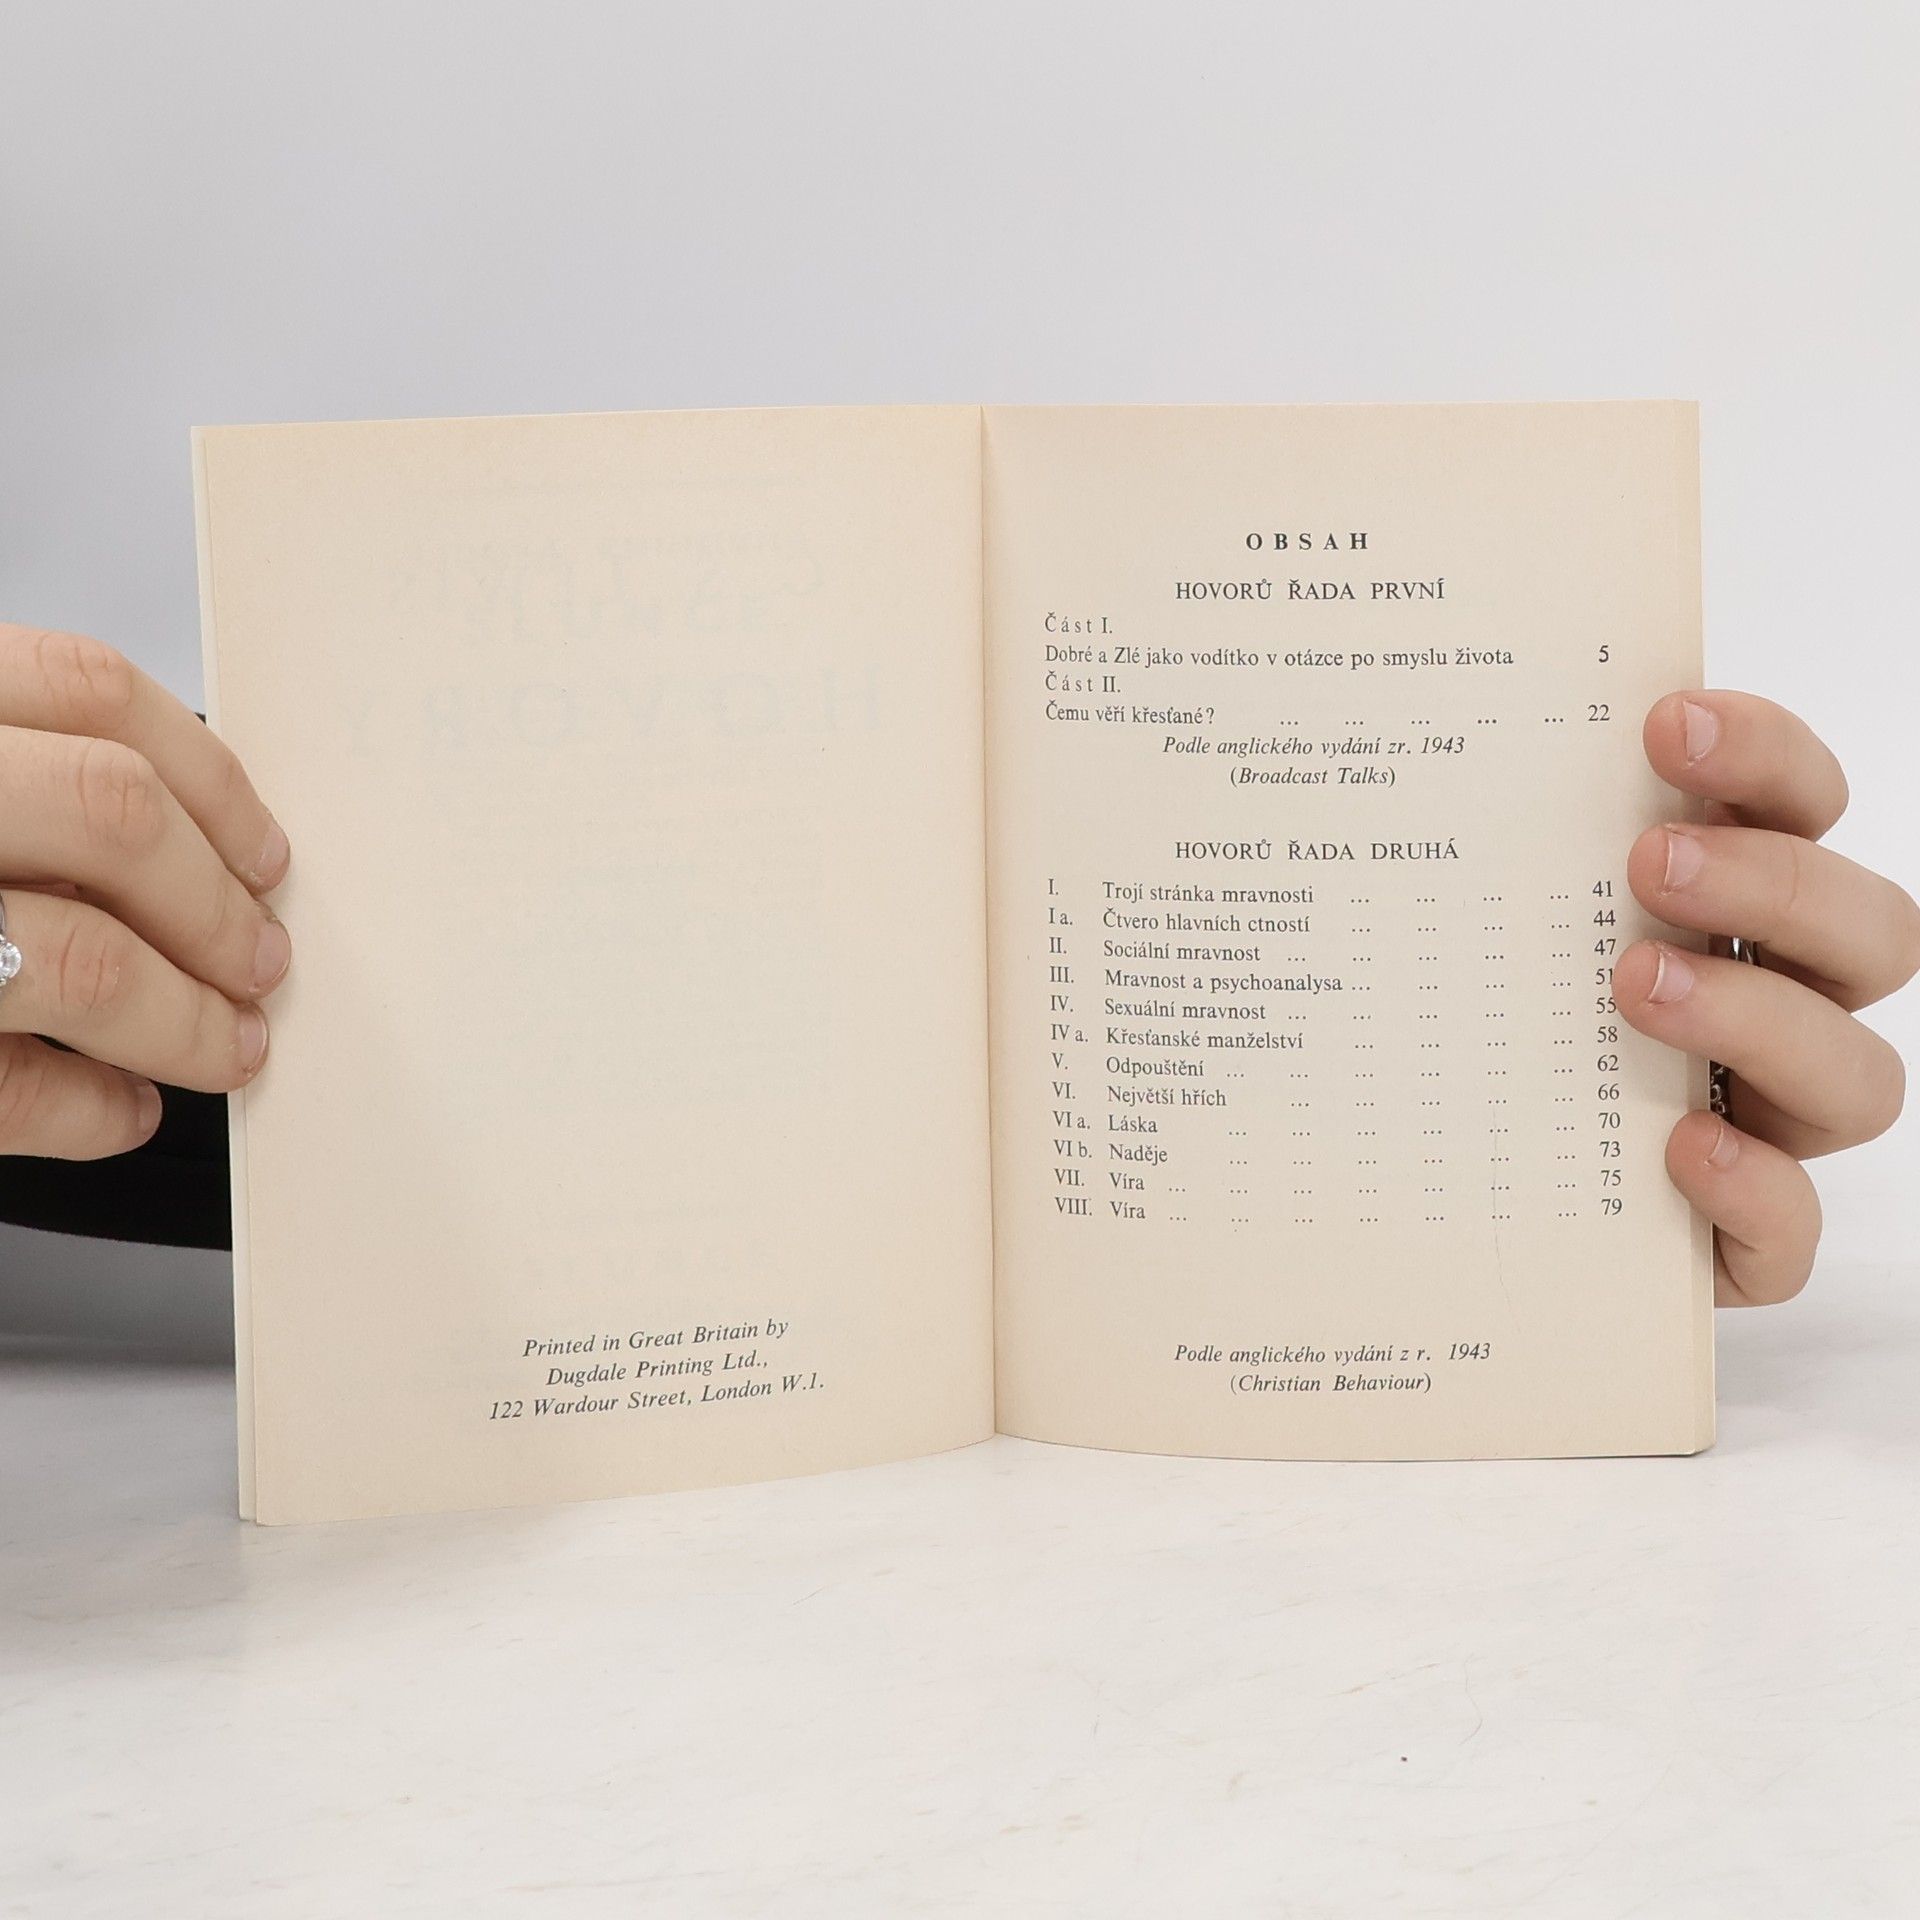 Printed in Great Britain by
Dugdale Printing Ltd.,
122 Wardour Street, London W.1.
OBSAH
HOVORŮ ŘADA PRVNÍ
Část I.
Dobré a Zlé jako vodítko v otázce po smyslu života 5
Část II.
Čemu věří křesťané? ... ... ... ... ... 22
Podle anglického vydání zr. 1943
(Broadcast Talks)
HOVORŮ ŘADA DRUHÁ
I. Trojí stránka mravnosti ... ... ... ... 41
Ia. Čtvero hlavních ctností ... ... ... ... 44
II. Sociální mravnost ... ... ... ... ... 47
III. Mravnost a psychoanalysa ... ... ... ... 51
IV. Sexuální mravnost ... ... ... ... ... 55
IVa. Křesťanské manželství ... ... ... ... 58
V. Odpouštění ... ... ... ... ... ... 62
VI. Největší hřích ... ... ... ... ... 66
VIa. Láska ... ... ... ... ... ... 70
VIb. Naděje ... ... ... ... ... ... 73
VII. Víra ... ... ... ... ... ... ... 75
VIII. Víra ... ... ... ... ... ... ... 79
Podle anglického vydání z r. 1943
(Christian Behaviour)